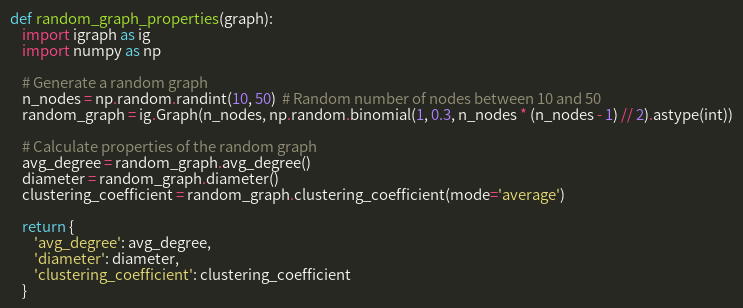 def random_graph_properties(graph):
    import igraph as ig
    import numpy as np

    # Generate a random graph
    n_nodes = np.random.randint(10, 50)  # Random number of nodes between 10 and 50
    random_graph = ig.Graph(n_nodes, np.random.binomial(1, 0.3, n_nodes * (n_nodes - 1) // 2).astype(int))

    # Calculate properties of the random graph
    avg_degree = random_graph.avg_degree()
    diameter = random_graph.diameter()
    clustering_coefficient = random_graph.clustering_coefficient(mode='average')

    return {
        'avg_degree': avg_degree,
        'diameter': diameter,
        'clustering_coefficient': clustering_coefficient
    }